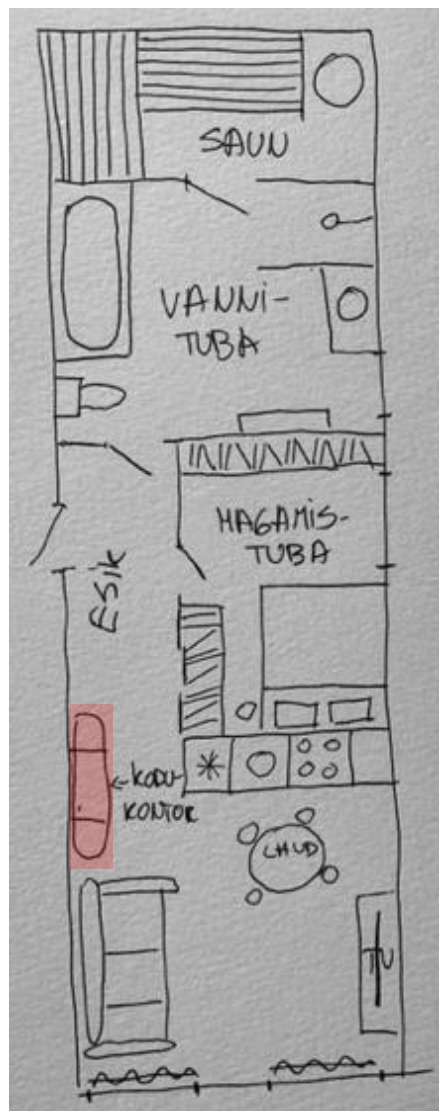 SAUN
VANNI-
TUBA
MAGAMIS-
TUBA
ESIK
KODU-
KONTOR
LAUD
TV